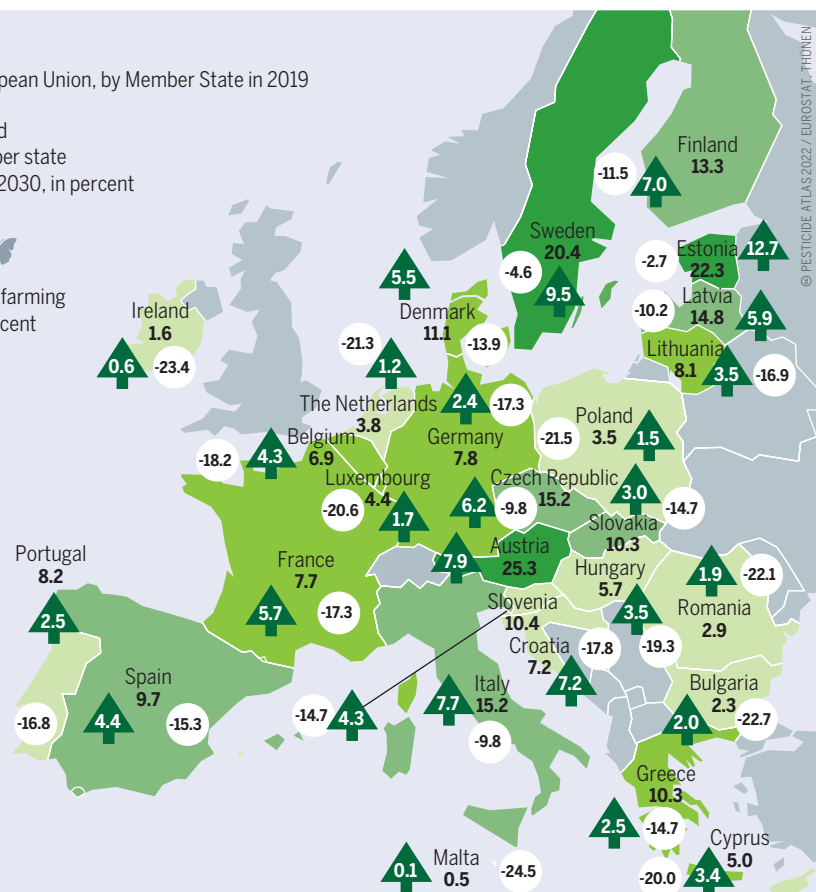 pean Union, by Member State in 2019
d
er state
2030, in percent
farming
cent
© PESTICIDE ATLAS 2022 / EUROSTAT, THÜNEN
Finland
13.3
-11.5
7.0
Sweden
20.4
-4.6
9.5
Estonia
22.3
-2.7
12.7
Latvia
14.8
-10.2
5.9
Lithuania
8.1
3.5
-16.9
5.5
Denmark
11.1
-13.9
Ireland
1.6
0.6
-23.4
-21.3
1.2
The Netherlands
3.8
2.4
-17.3
Germany
7.8
Poland
3.5
-21.5
1.5
-18.2
4.3
Belgium
6.9
Luxembourg
4.4
-20.6
1.7
Czech Republic
15.2
6.2
-9.8
3.0
-14.7
Slovakia
10.3
7.9
Austria
25.3
Hungary
5.7
3.5
-19.3
1.9
-22.1
Romania
2.9
France
7.7
5.7
-17.3
Portugal
8.2
2.5
-16.8
Spain
9.7
4.4
-15.3
Slovenia
10.4
-14.7
4.3
Croatia
7.2
-17.8
7.2
Italy
15.2
7.7
-9.8
Bulgaria
2.3
2.0
-22.7
Greece
10.3
2.5
-14.7
Cyprus
5.0
-20.0
3.4
Malta
0.5
0.1
-24.5